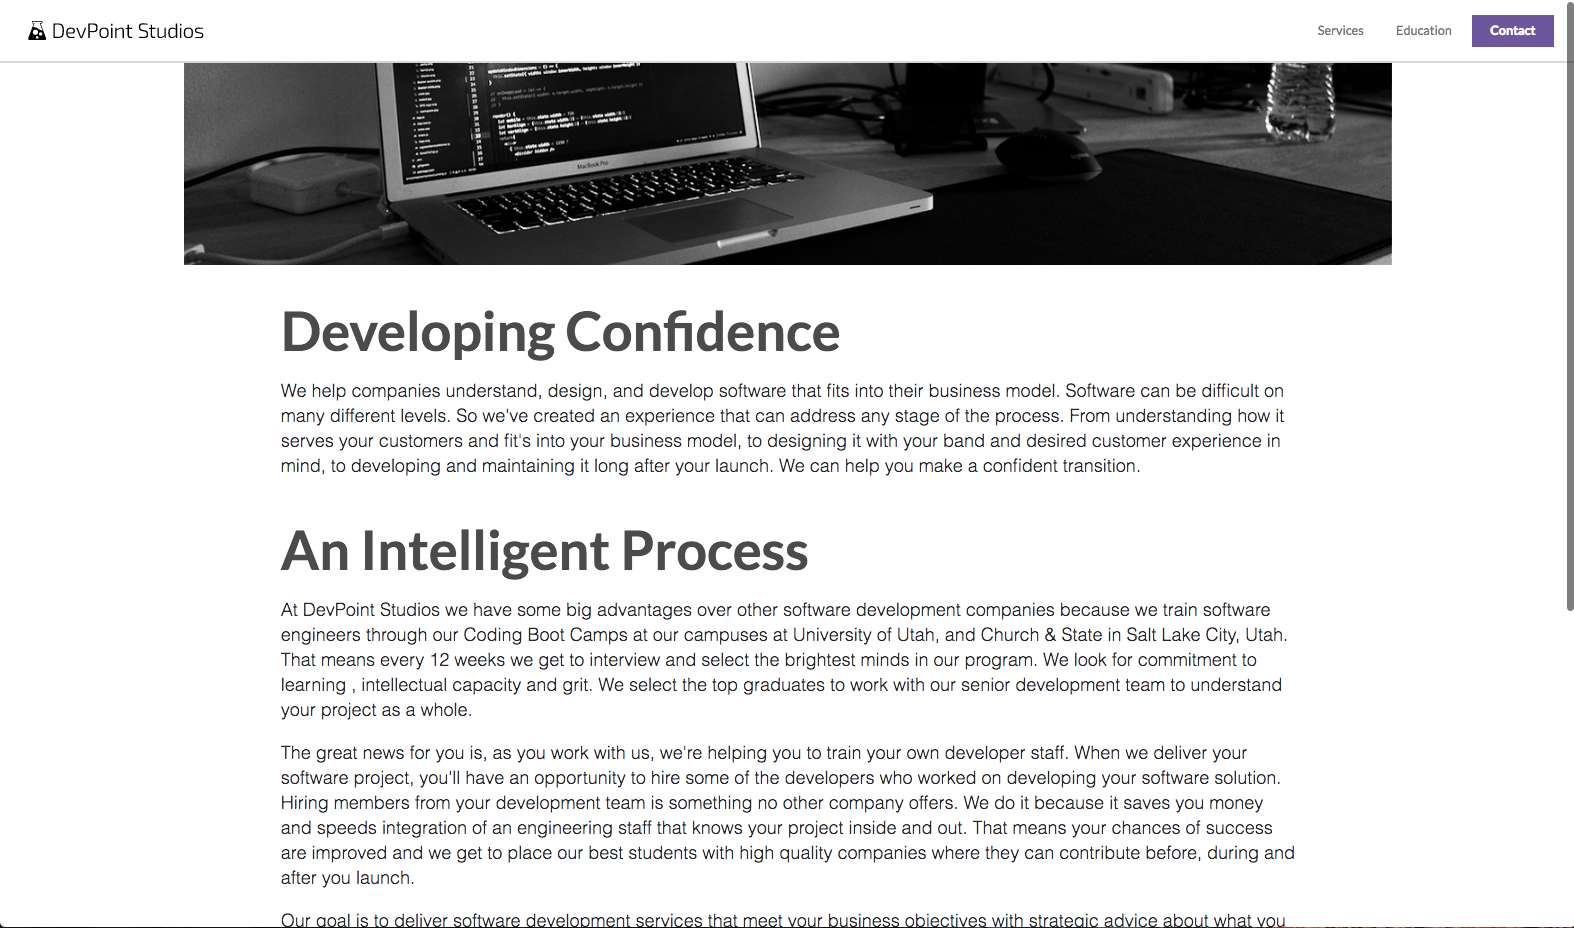 DevPoint Studios
Services
Education
Contact
MacBook Pro
Developing Confidence
We help companies understand, design, and develop software that fits into their business model. Software can be difficult on
many different levels. So we've created an experience that can address any stage of the process. From understanding how it
serves your customers and fit's into your business model, to designing it with your band and desired customer experience in
mind, to developing and maintaining it long after your launch. We can help you make a confident transition.
An Intelligent Process
At DevPoint Studios we have some big advantages over other software development companies because we train software
engineers through our Coding Boot Camps at our campuses at University of Utah, and Church & State in Salt Lake City, Utah.
That means every 12 weeks we get to interview and select the brightest minds in our program. We look for commitment to
learning , intellectual capacity and grit. We select the top graduates to work with our senior development team to understand
your project as a whole.
The great news for you is, as you work with us, we're helping you to train your own developer staff. When we deliver your
software project, you'll have an opportunity to hire some of the developers who worked on developing your software solution.
Hiring members from your development team is something no other company offers. We do it because it saves you money
and speeds integration of an engineering staff that knows your project inside and out. That means your chances of success
are improved and we get to place our best students with high quality companies where they can contribute before, during and
after you launch.
Our goal is to deliver software development services that meet your business objectives with strategic advice about what you